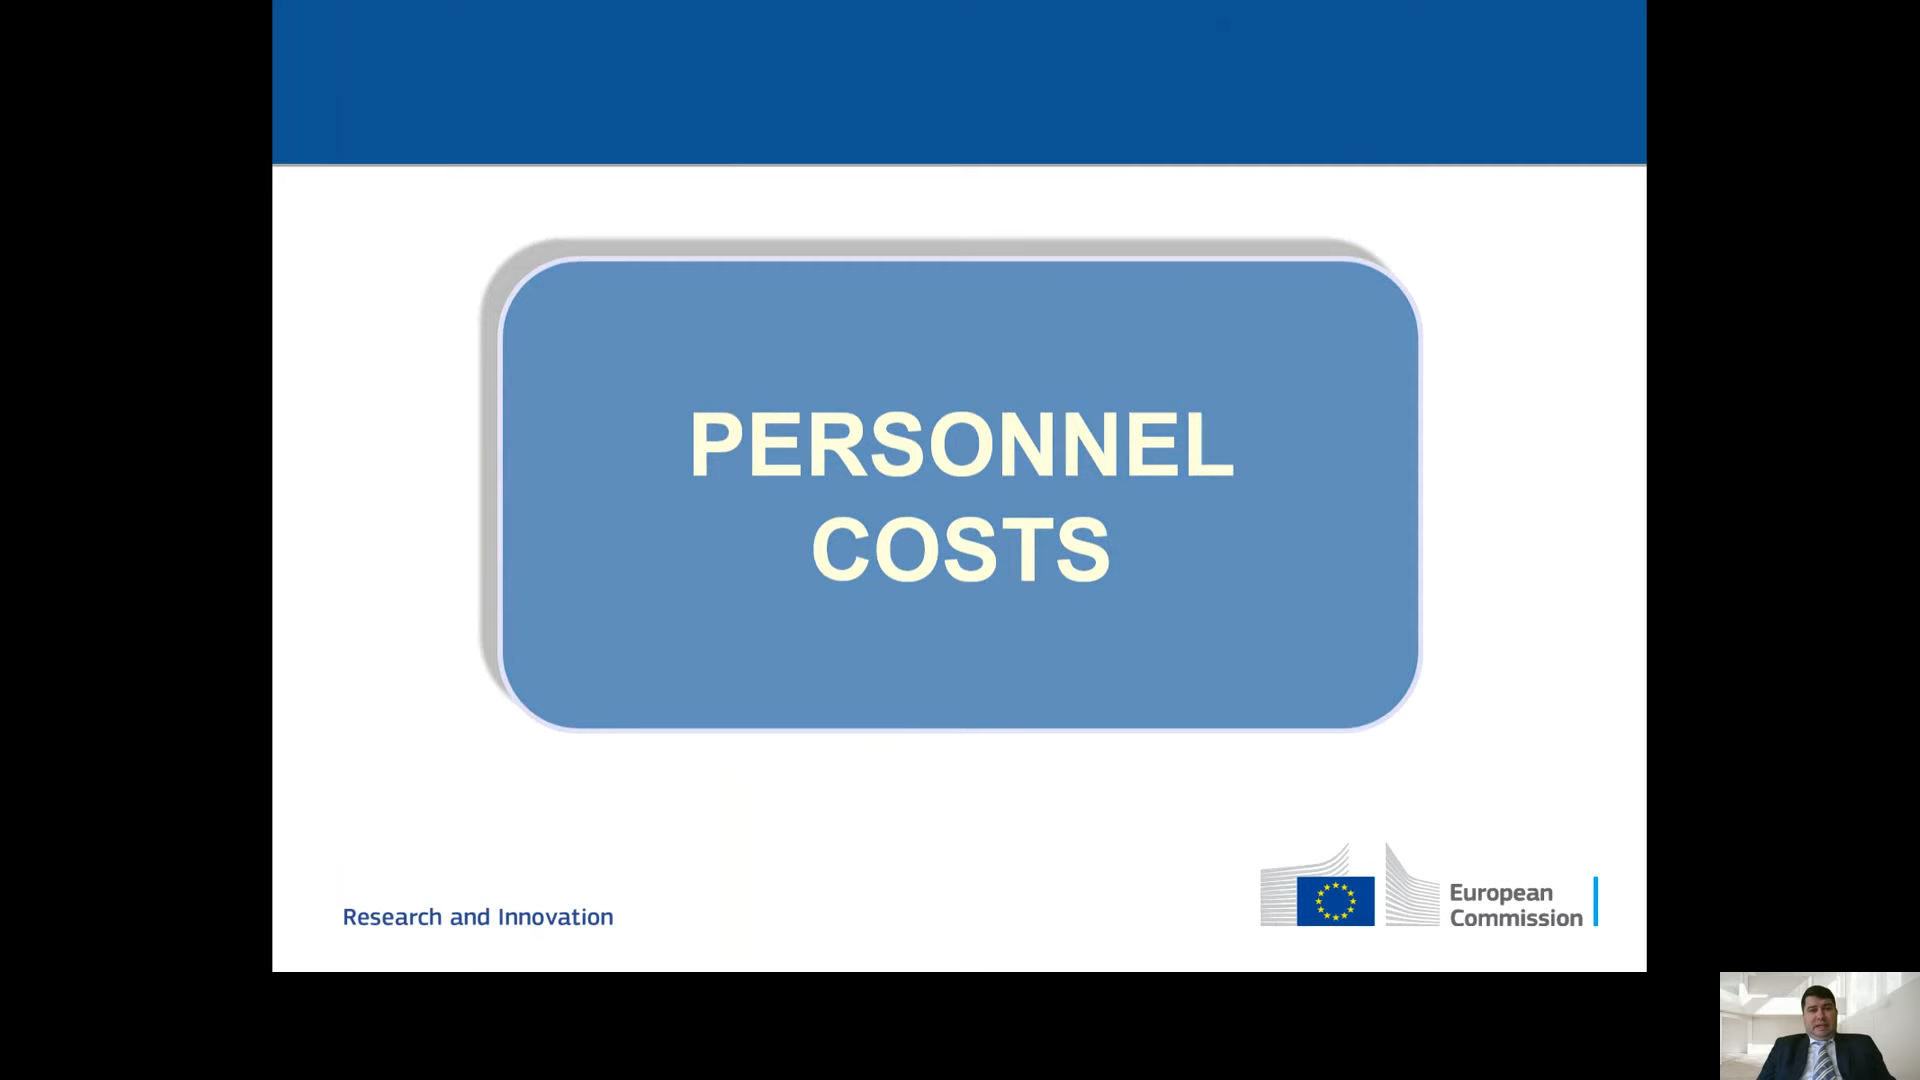 PERSONNEL
COSTS
Research and Innovation
European
Commission